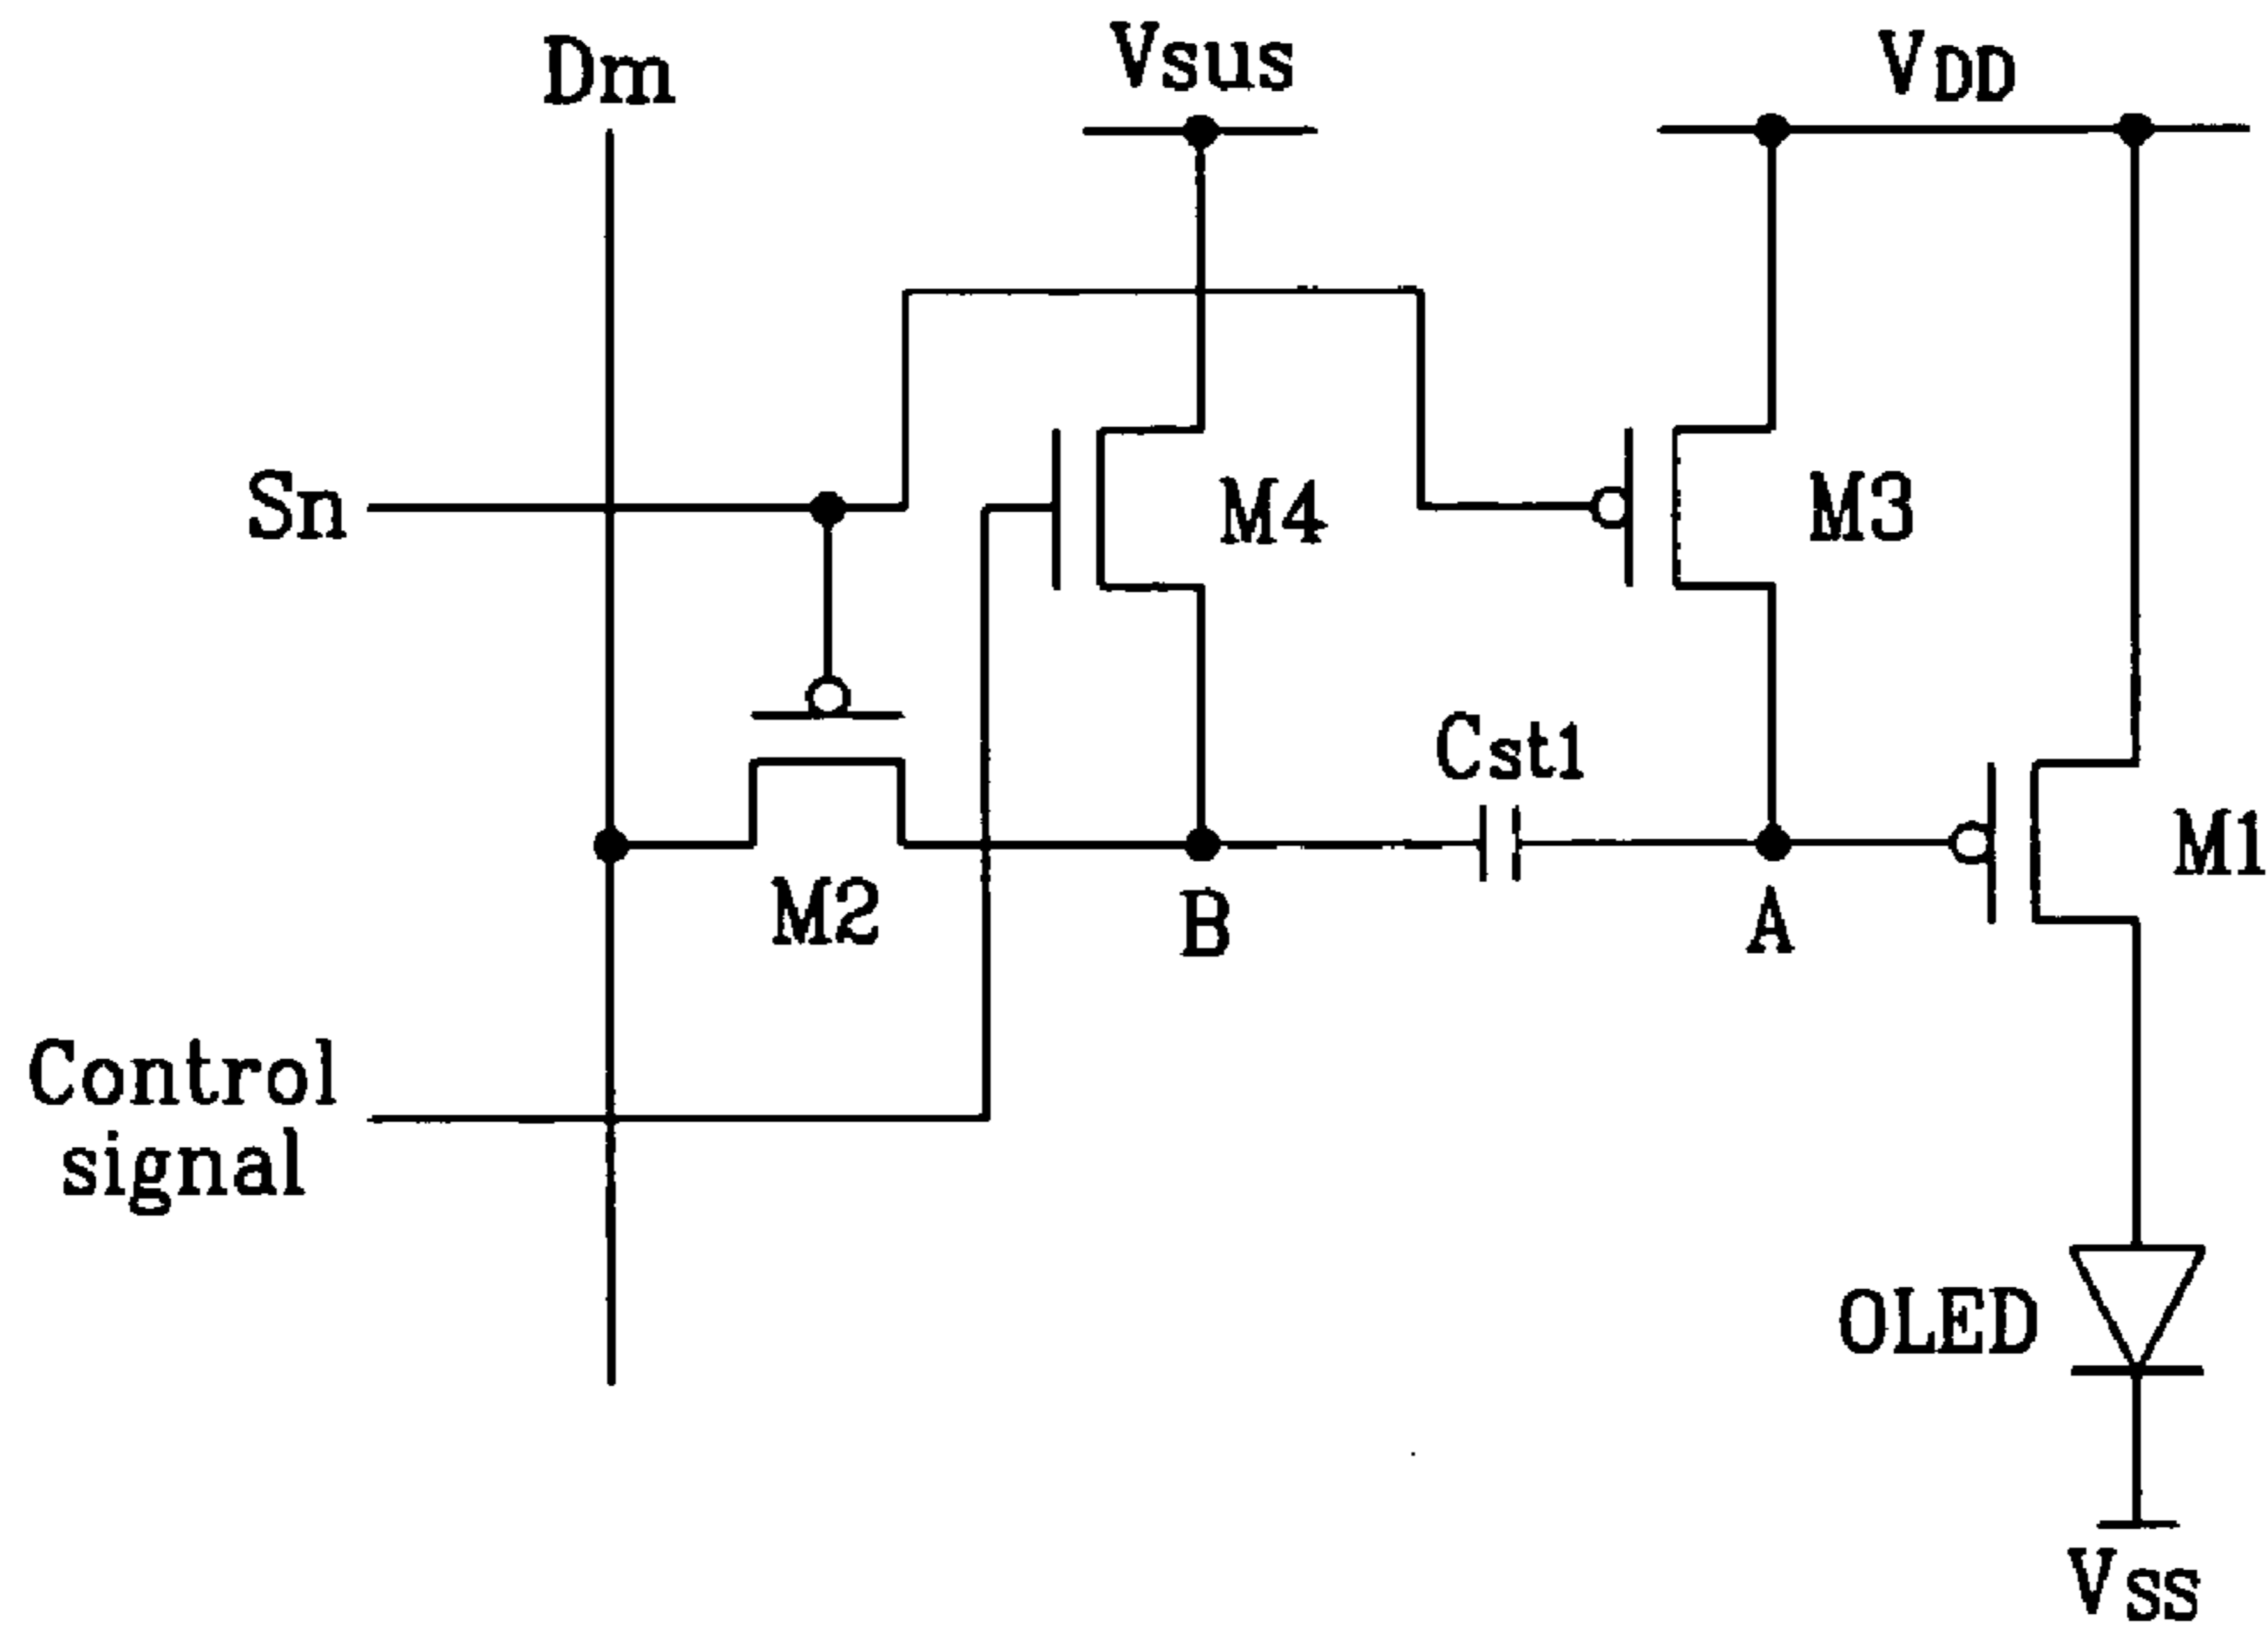 Dm
Vsus
VDD
Sn
M4
M3
Cst1
M1
M2
B
A
Control
signal
OLED
Vss